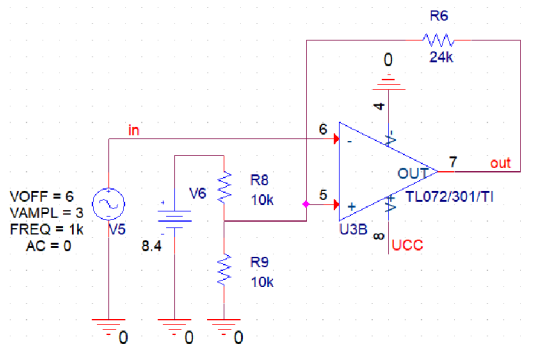 R6
24k
0
4
in
6
-
7
out
OUT
V-
TL072/301/TI
5
+
V+
U3B
8
UCC
R8
10k
V6
+
-
8.4
VOFF = 6
VAMPL = 3
FREQ = 1k
AC = 0
V5
R9
10k
0
0
0